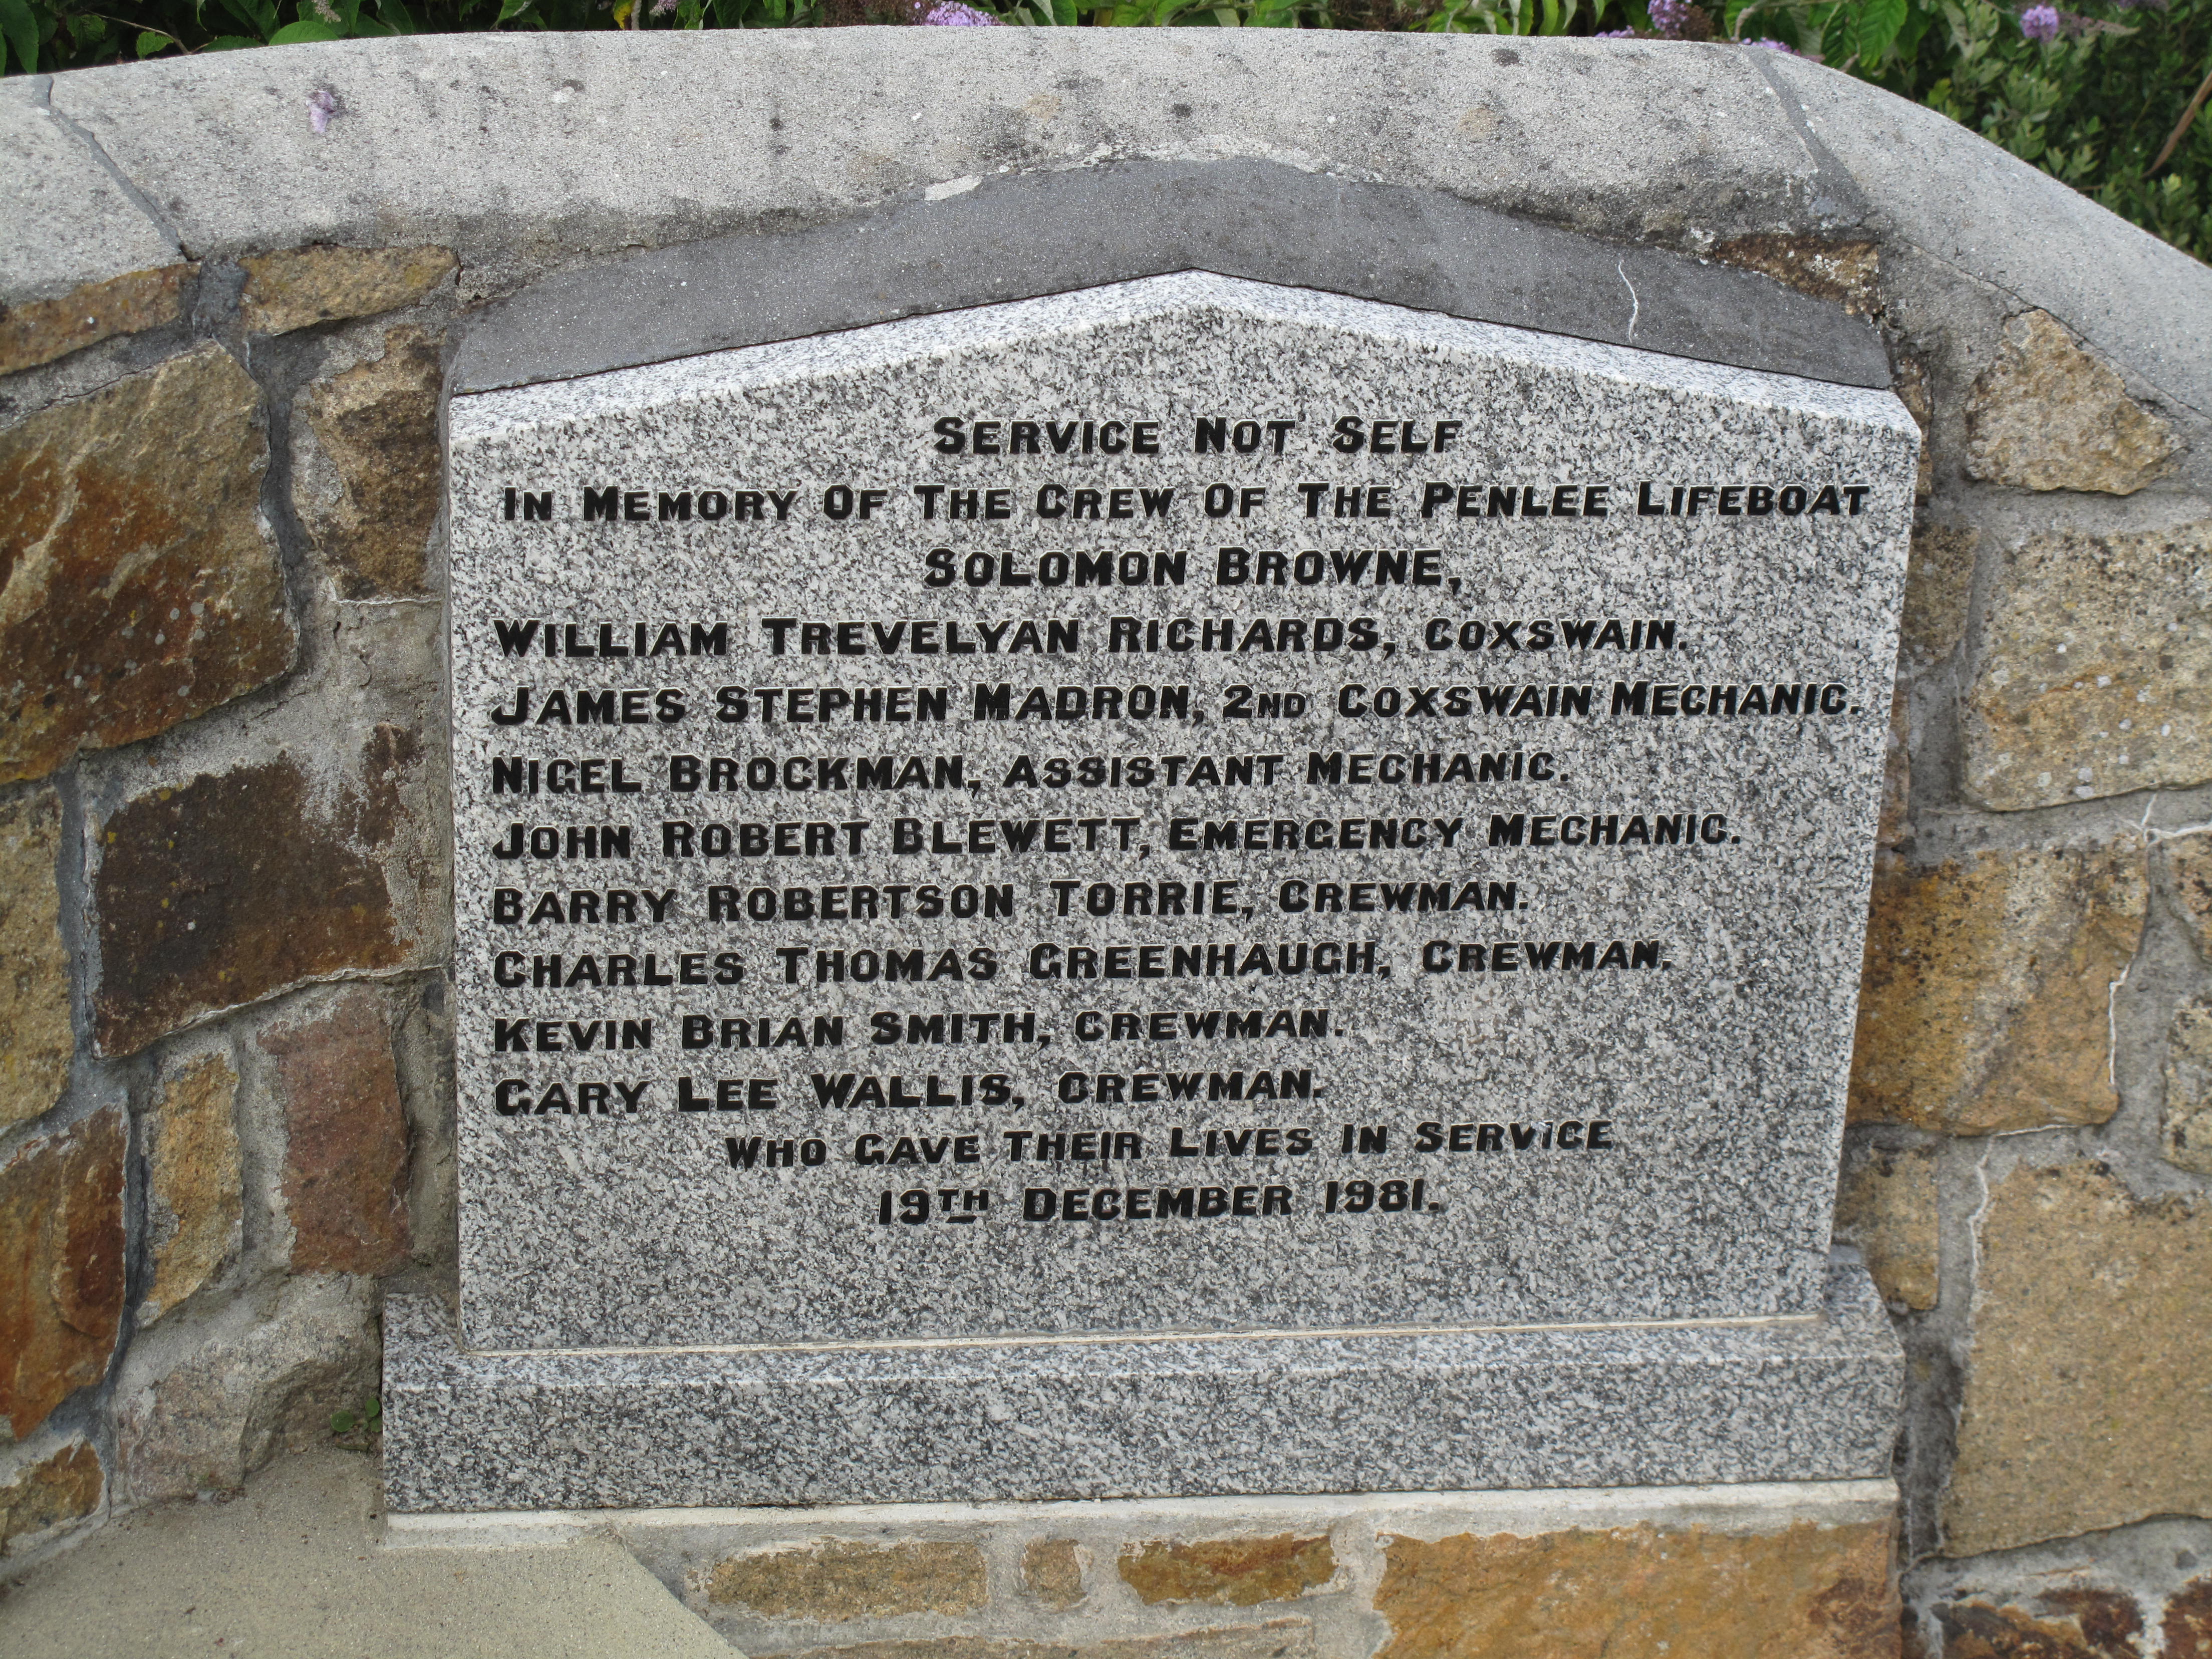 SERVICE NOT SELF
IN MEMORY OF THE CREW OF THE PENLEE LIFEBOAT
SOLOMON BROWNE,
WILLIAM TREVELYAN RICHARDS, COXSWAIN.
JAMES STEPHEN MADRON, 2ND COXSWAIN MECHANIC.
NIGEL BROCKMAN, ASSISTANT MECHANIC.
JOHN ROBERT BLEWETT, EMERGENCY MECHANIC.
BARRY ROBERTSON TORRIE, CREWMAN.
CHARLES THOMAS GREENHAUGH, CREWMAN.
KEVIN BRIAN SMITH, CREWMAN.
GARY LEE WALLIS, CREWMAN.
WHO GAVE THEIR LIVES IN SERVICE
19TH DECEMBER 1981.